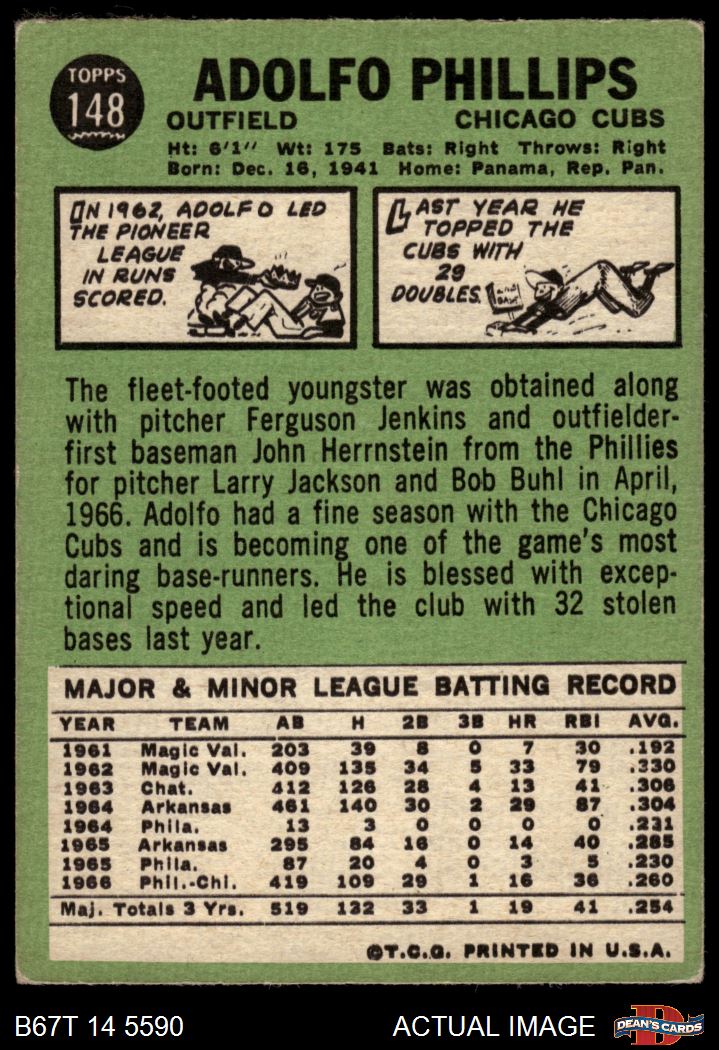 TOPPS
148
ADOLFO PHILLIPS
OUTFIELD CHICAGO CUBS
Ht: 6'1" Wt: 175 Bats: Right Throws: Right
Born: Dec. 16, 1941 Home: Panama, Rep. Pan.
IN 1962, ADOLFO LED
THE PIONEER
LEAGUE
IN RUNS
SCORED.
LAST YEAR HE
TOPPED THE
CUBS WITH
29
DOUBLES.
2ND
BASE
The fleet-footed youngster was obtained along
with pitcher Ferguson Jenkins and outfielder-
first baseman John Herrnstein from the Phillies
for pitcher Larry Jackson and Bob Buhl in April,
1966. Adolfo had a fine season with the Chicago
Cubs and is becoming one of the game's most
daring base-runners. He is blessed with excep-
tional speed and led the club with 32 stolen
bases last year.
MAJOR & MINOR LEAGUE BATTING RECORD
YEAR TEAM AB H 2B 3B HR RBI AVG.
1961 Magic Val. 203 39 8 0 7 30 .192
1962 Magic Val. 409 135 34 5 33 79 .330
1963 Chat. 412 126 28 4 13 41 .306
1964 Arkansas 461 140 30 2 29 87 .304
1964 Phila. 13 3 0 0 0 0 .231
1965 Arkansas 295 84 16 0 14 40 .285
1965 Phila. 87 20 4 0 3 5 .230
1966 Phil.-Chi. 419 109 29 1 16 36 .260
Maj. Totals 3 Yrs. 519 132 33 1 19 41 .254
©T.C.G. PRINTED IN U.S.A.
B67T 14 5590 ACTUAL IMAGE
D
DEAN'S CARDS